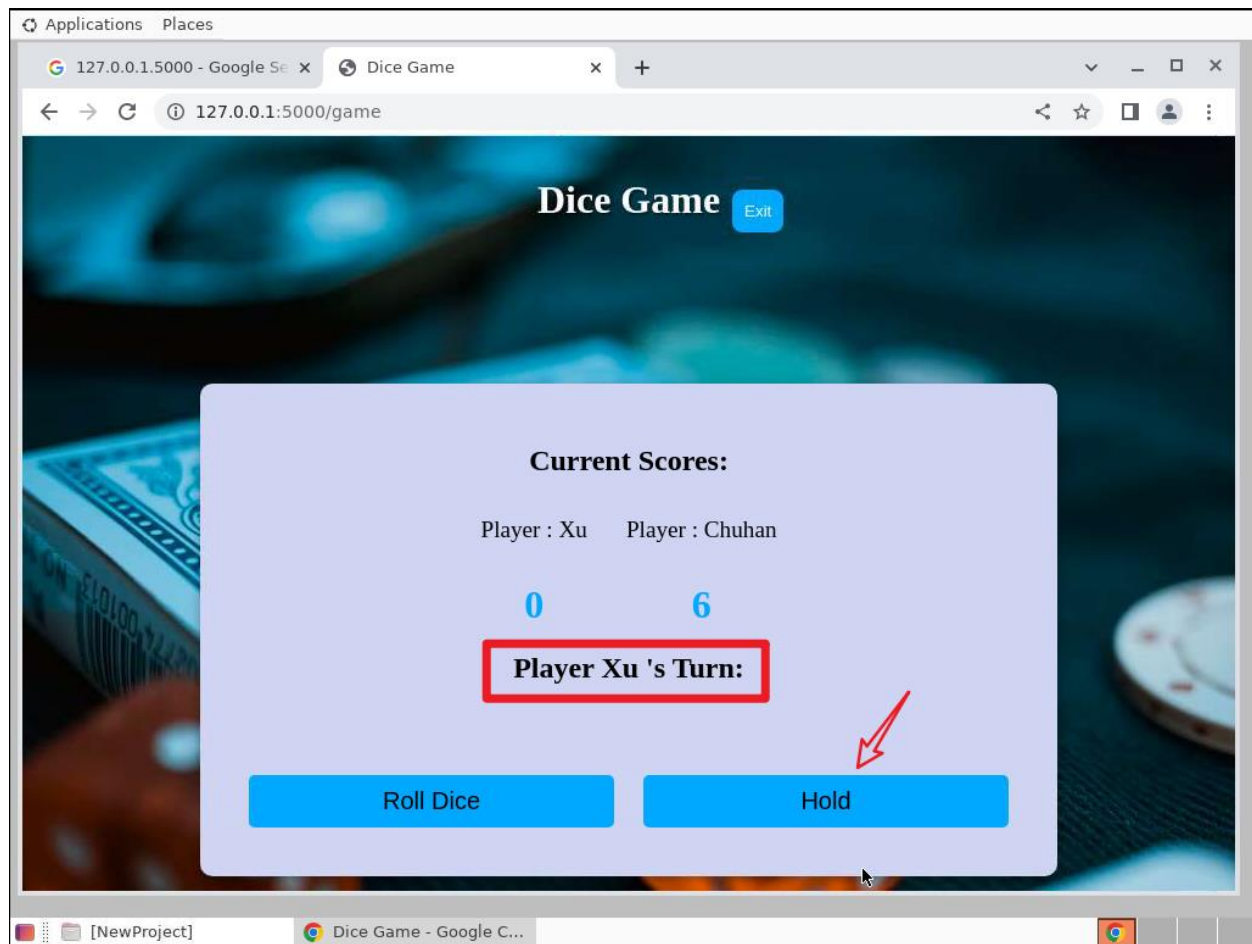 Applications Places
127.0.0.1.5000 - Google Se
Dice Game
127.0.0.1:5000/game
Dice Game Exit
Current Scores:
Player : Xu Player : Chuhan
0 6
Player Xu 's Turn:
Roll Dice Hold
[NewProject] Dice Game - Google C...